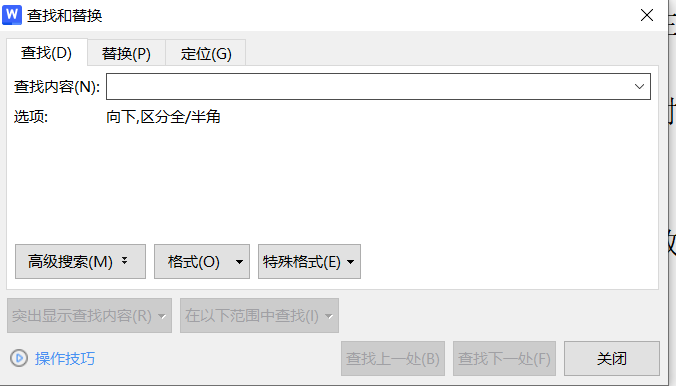 W 查找和替换
查找(D) 替换(P) 定位(G)
查找内容(N):
选项: 向下,区分全/半角
高级搜索(M) 格式(O) 特殊格式(E)
突出显示查找内容(R) 在以下范围中查找(I)
操作技巧 查找上一处(B) 查找下一处(F) 关闭